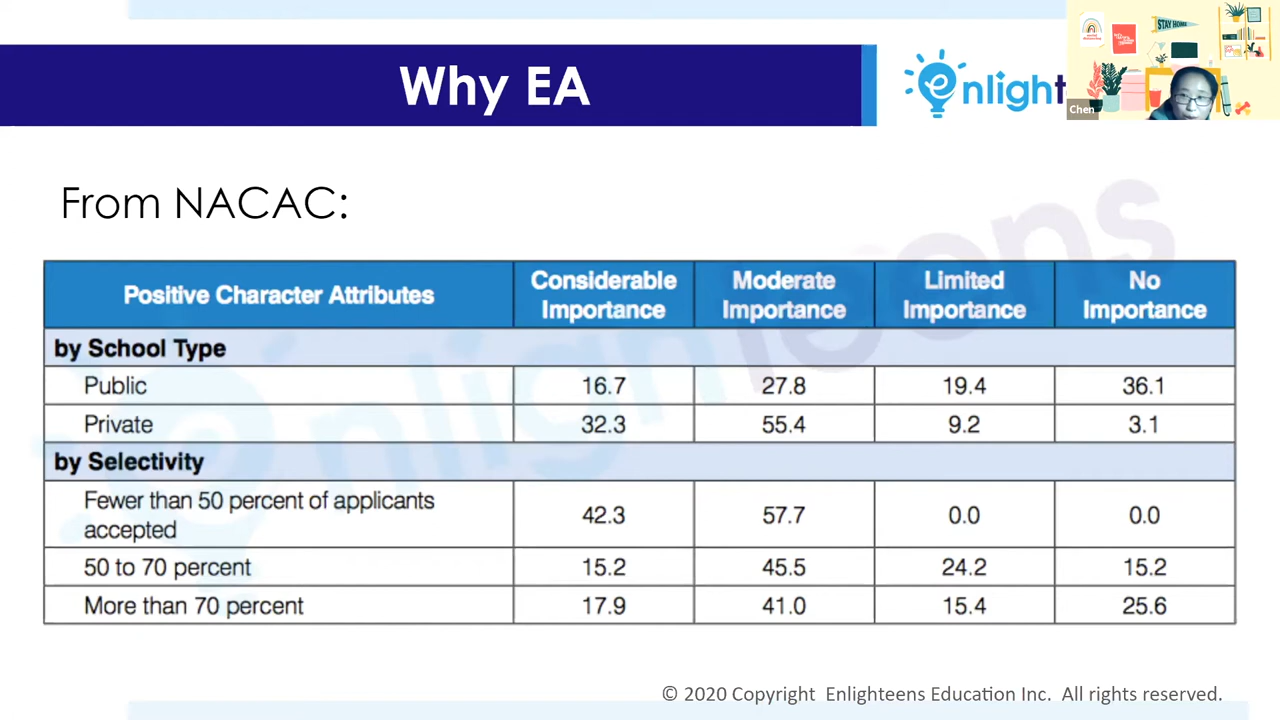 Why EA
enlighte
STAY HOME
Chen
From NACAC:
Positive Character Attributes
Considerable Importance
Moderate Importance
Limited Importance
No Importance
by School Type
Public 16.7 27.8 19.4 36.1
Private 32.3 55.4 9.2 3.1
by Selectivity
Fewer than 50 percent of applicants
accepted 42.3 57.7 0.0 0.0
50 to 70 percent 15.2 45.5 24.2 15.2
More than 70 percent 17.9 41.0 15.4 25.6
enlighteens
© 2020 Copyright Enlighteens Education Inc. All rights reserved.